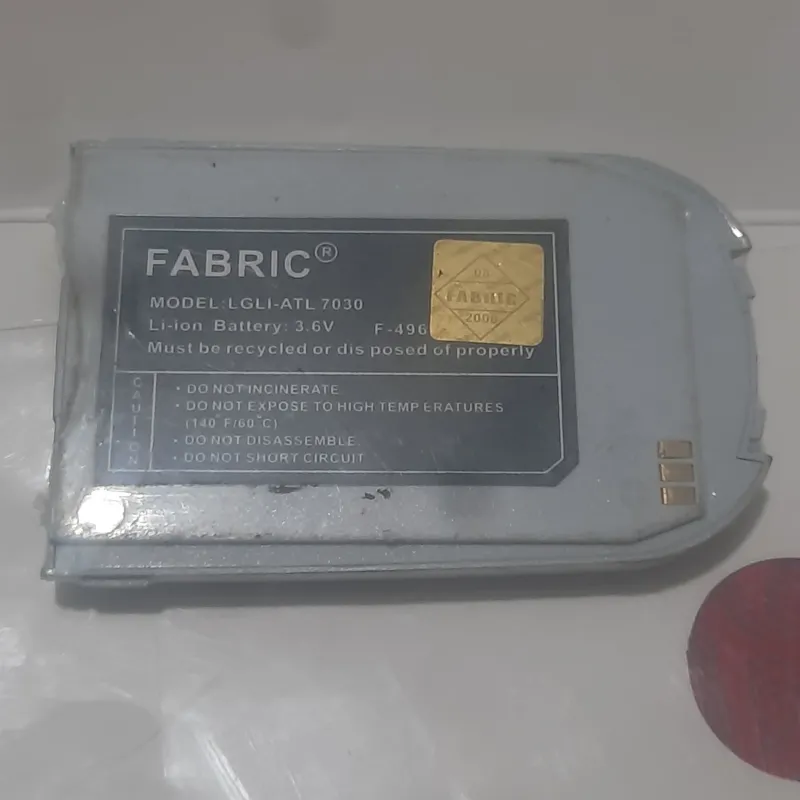 FABRIC®
MODEL:LGLI-ATL 7030
Li-ion Battery: 3.6V F-496
Must be recycled or dis posed of properly
CAUTION
• DO NOT INCINERATE
• DO NOT EXPOSE TO HIGH TEMP ERATURES
(140°F/60°C)
• DO NOT DISASSEMBLE.
• DO NOT SHORT CIRCUIT
FABRIC